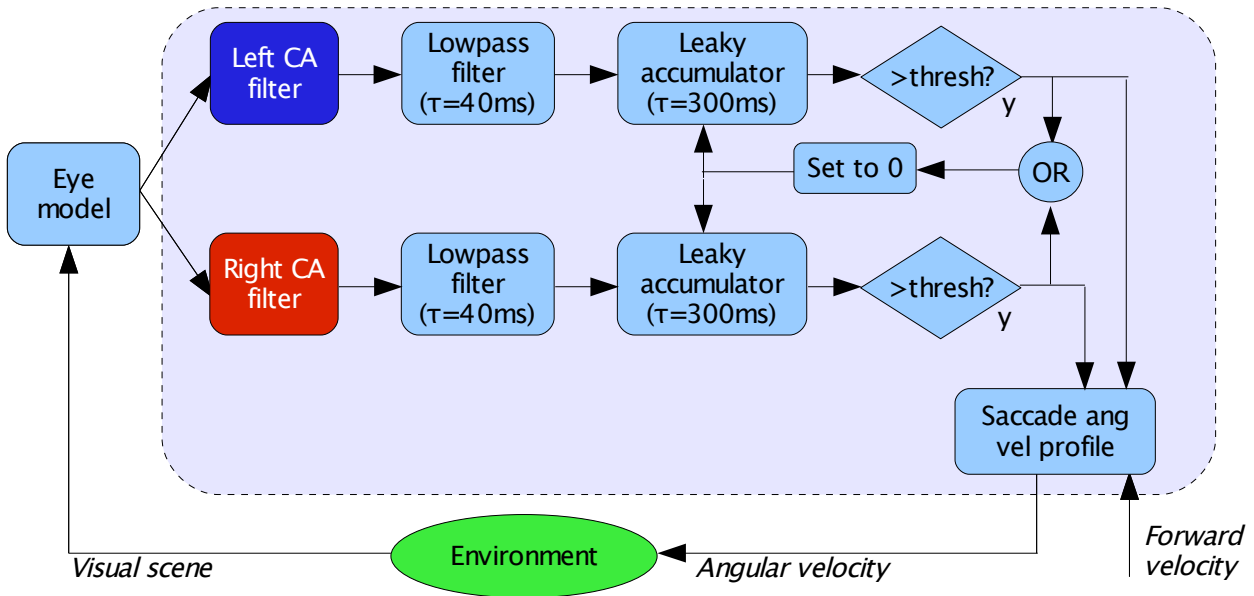 Left CA
filter
Lowpass
filter
(τ=40ms)
Leaky
accumulator
(τ=300ms)
>thresh?
y
Eye
model
Set to 0
OR
Right CA
filter
Lowpass
filter
(τ=40ms)
Leaky
accumulator
(τ=300ms)
>thresh?
y
Saccade ang
vel profile
Environment
Visual scene
Angular velocity
Forward
velocity